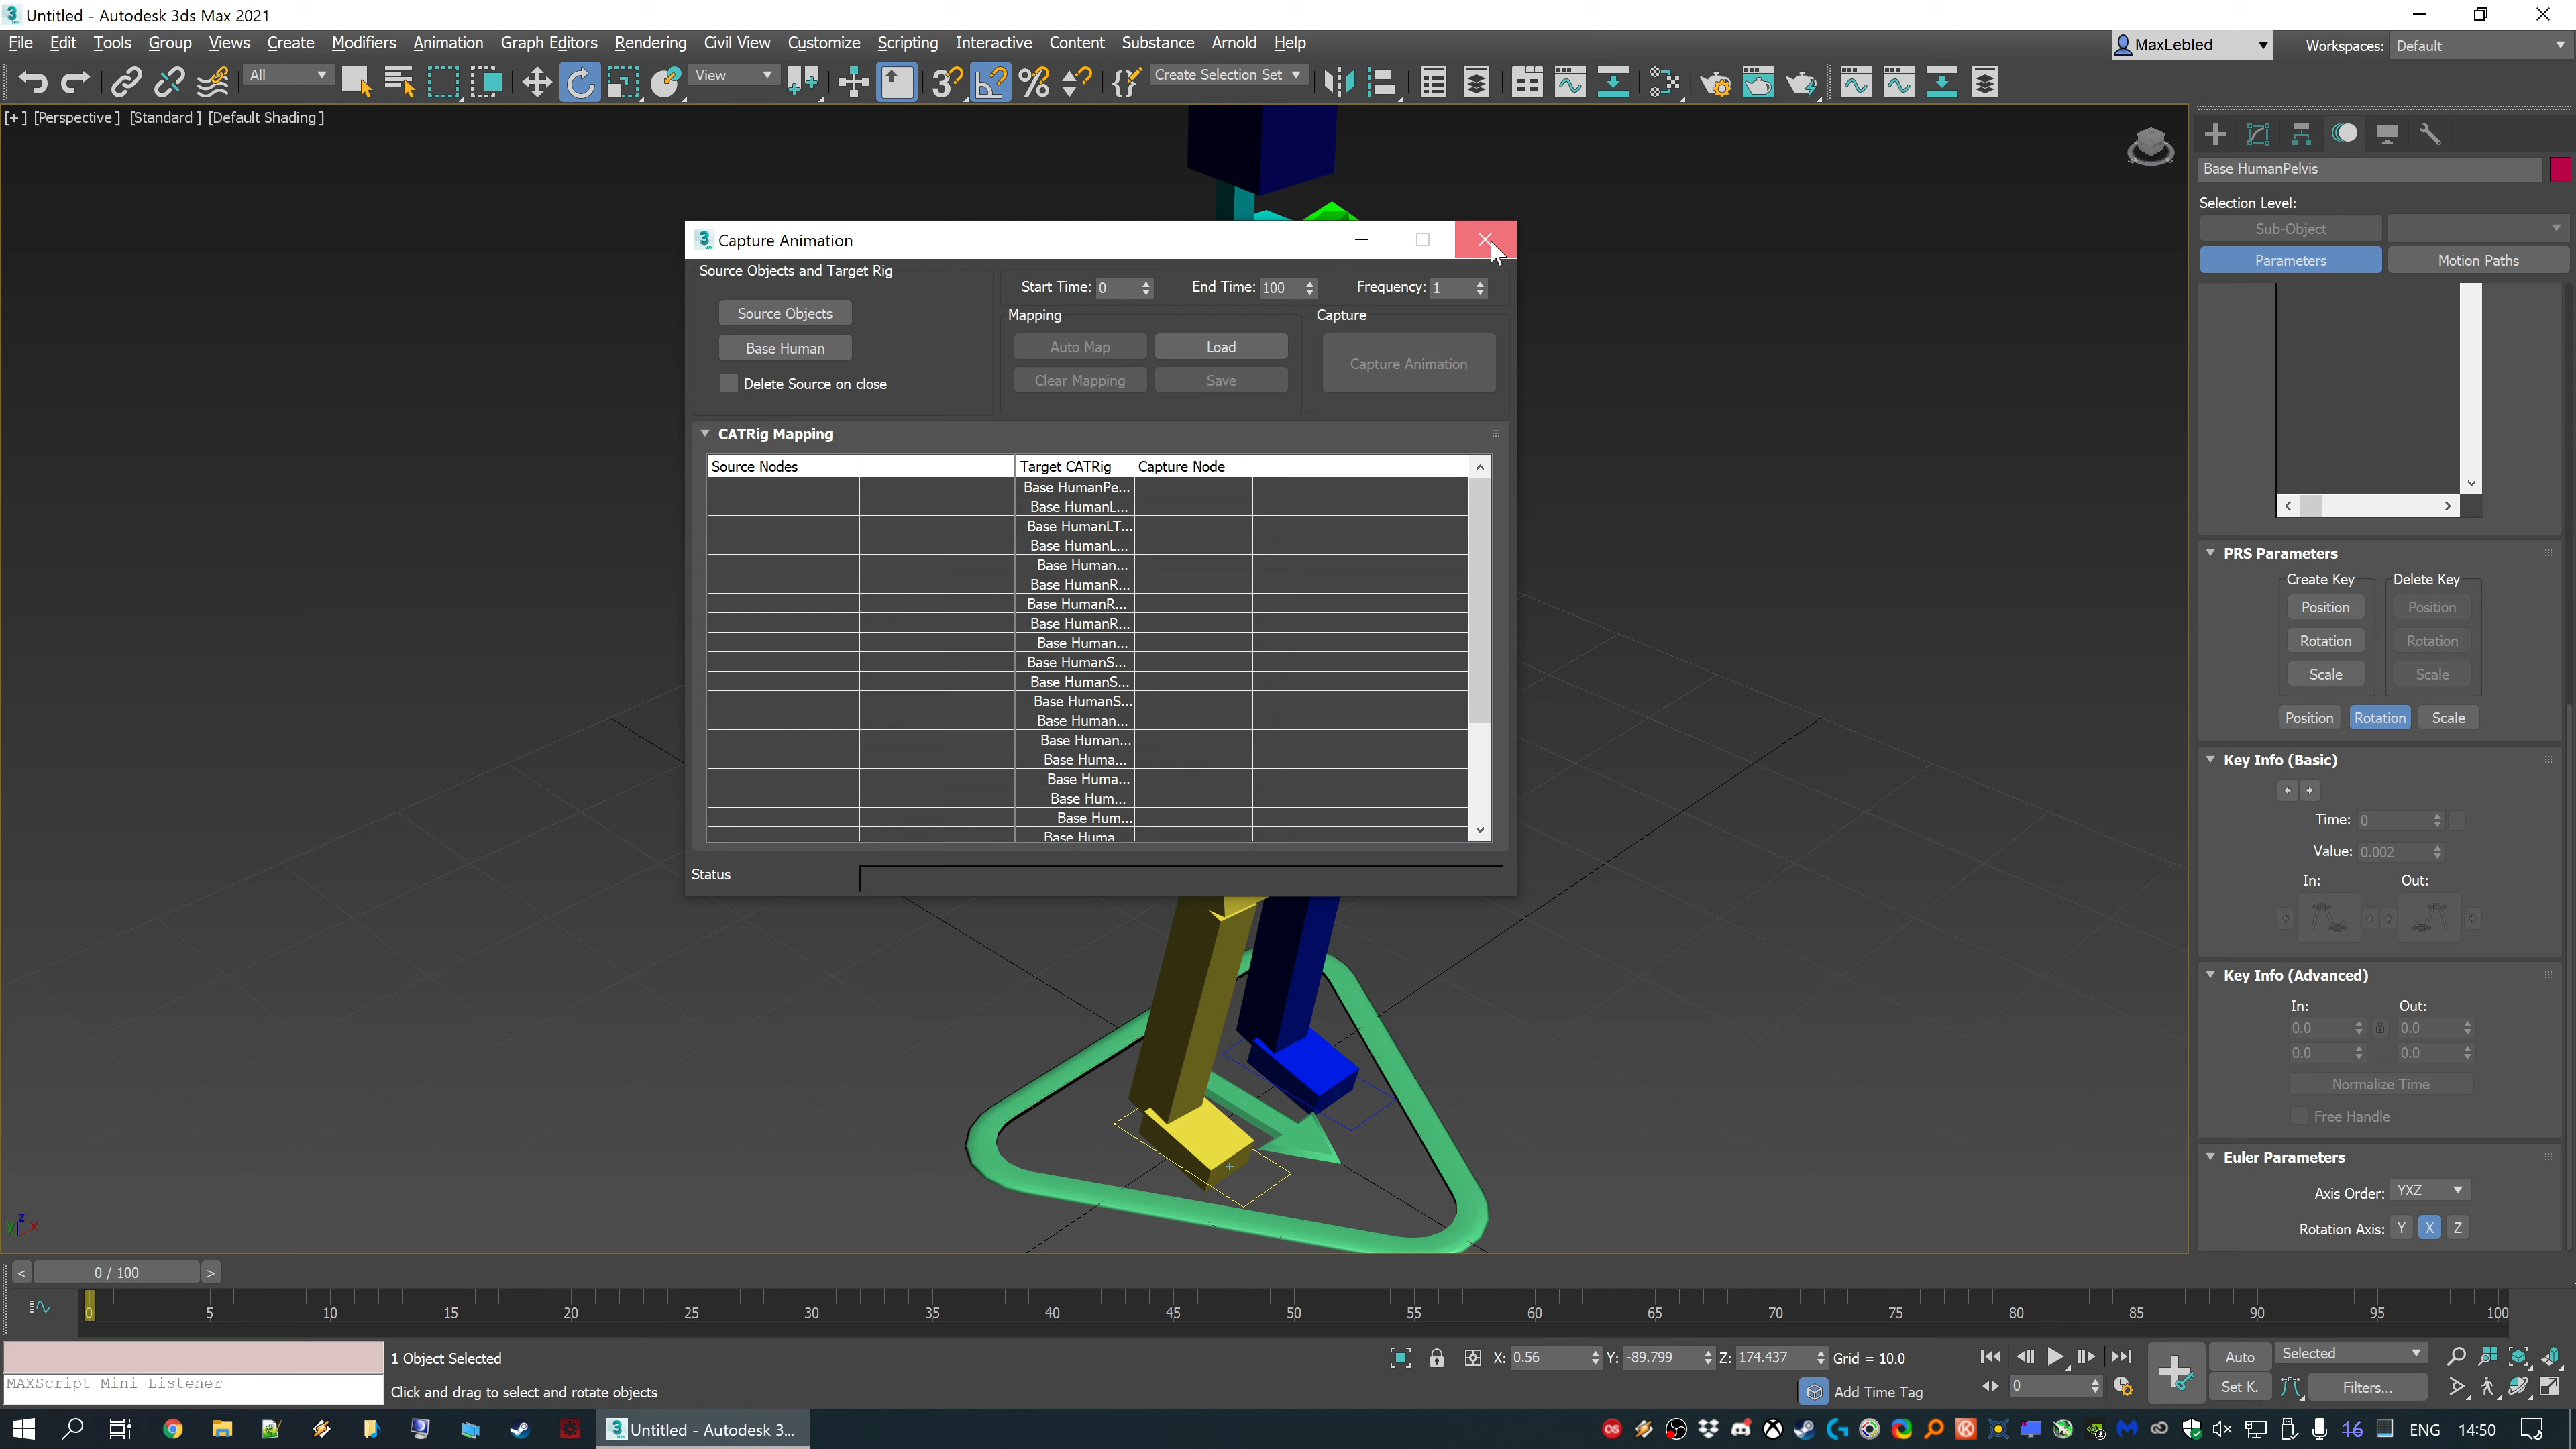 Untitled - Autodesk 3ds Max 2021
File Edit Tools Group Views Create Modifiers Animation Graph Editors Rendering Civil View Customize Scripting Interactive Content Substance Arnold Help
MaxLebled Workspaces: Default
All View Create Selection Set
[+] [Perspective] [Standard] [Default Shading]
Base HumanPelvis
Selection Level:
Sub-Object
Parameters Motion Paths
Capture Animation
Source Objects and Target Rig
Source Objects
Base Human
Delete Source on close
Start Time: 0 End Time: 100 Frequency: 1
Mapping
Auto Map Load
Clear Mapping Save
Capture
Capture Animation
CATRig Mapping
Source Nodes Target CATRig Capture Node
Base HumanPe...
Base HumanL...
Base HumanLT...
Base HumanL...
Base Human...
Base HumanR...
Base HumanR...
Base HumanR...
Base Human...
Base HumanS...
Base HumanS...
Base HumanS...
Base Human...
Base Human...
Base Huma...
Base Huma...
Base Hum...
Base Hum...
Base Huma...
Status
PRS Parameters
Create Key Delete Key
Position Position
Rotation Rotation
Scale Scale
Position Rotation Scale
Key Info (Basic)
Time: 0
Value: 0.002
In: Out:
Key Info (Advanced)
In: Out:
0.0 0.0
0.0 0.0
Normalize Time
Free Handle
Euler Parameters
Axis Order: YXZ
Rotation Axis: Y X Z
z
y x
< 0 / 100 >
0 5 10 15 20 25 30 35 40 45 50 55 60 65 70 75 80 85 90 95 100
MAXScript Mini Listener
1 Object Selected
Click and drag to select and rotate objects
X: 0.56 Y: -89.799 Z: 174.437 Grid = 10.0
Add Time Tag
0
Auto Selected
Set K. Filters...
Untitled - Autodesk 3...
16 ENG 14:50